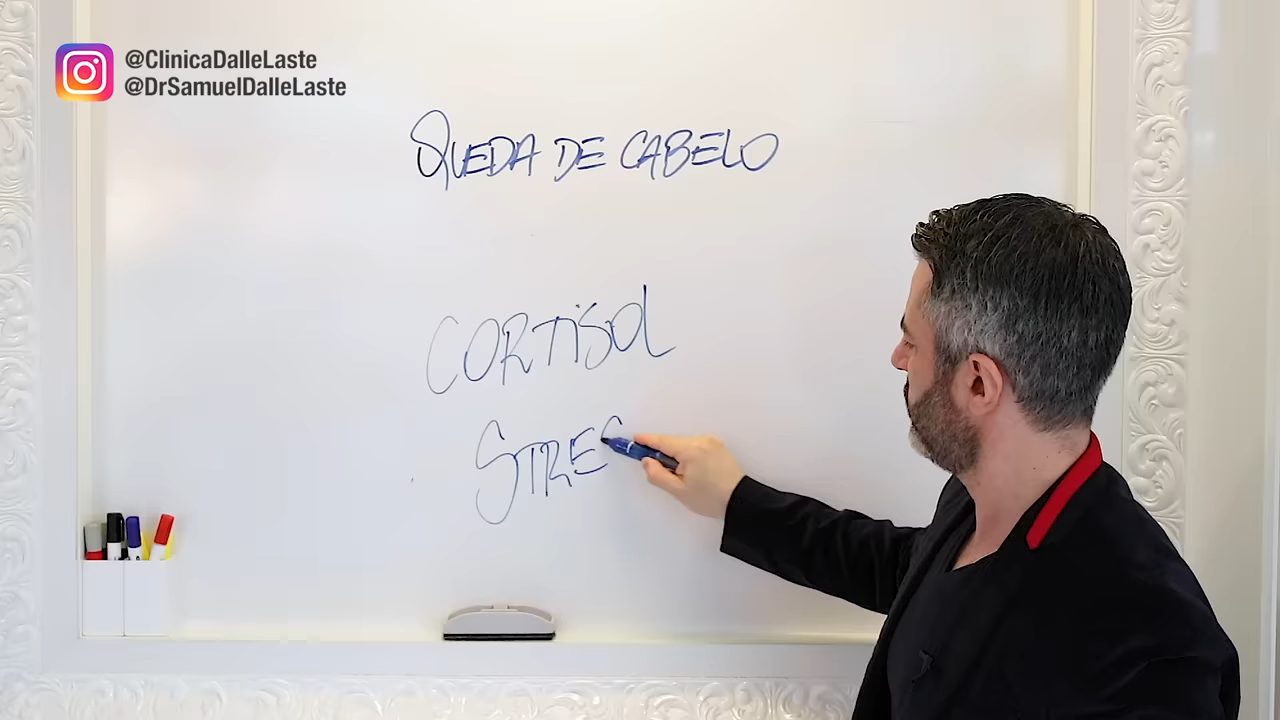 @ClinicaDalleLaste
@DrSamuelDalleLaste
QUEDA DE CABELO
CORTISOL
STRES